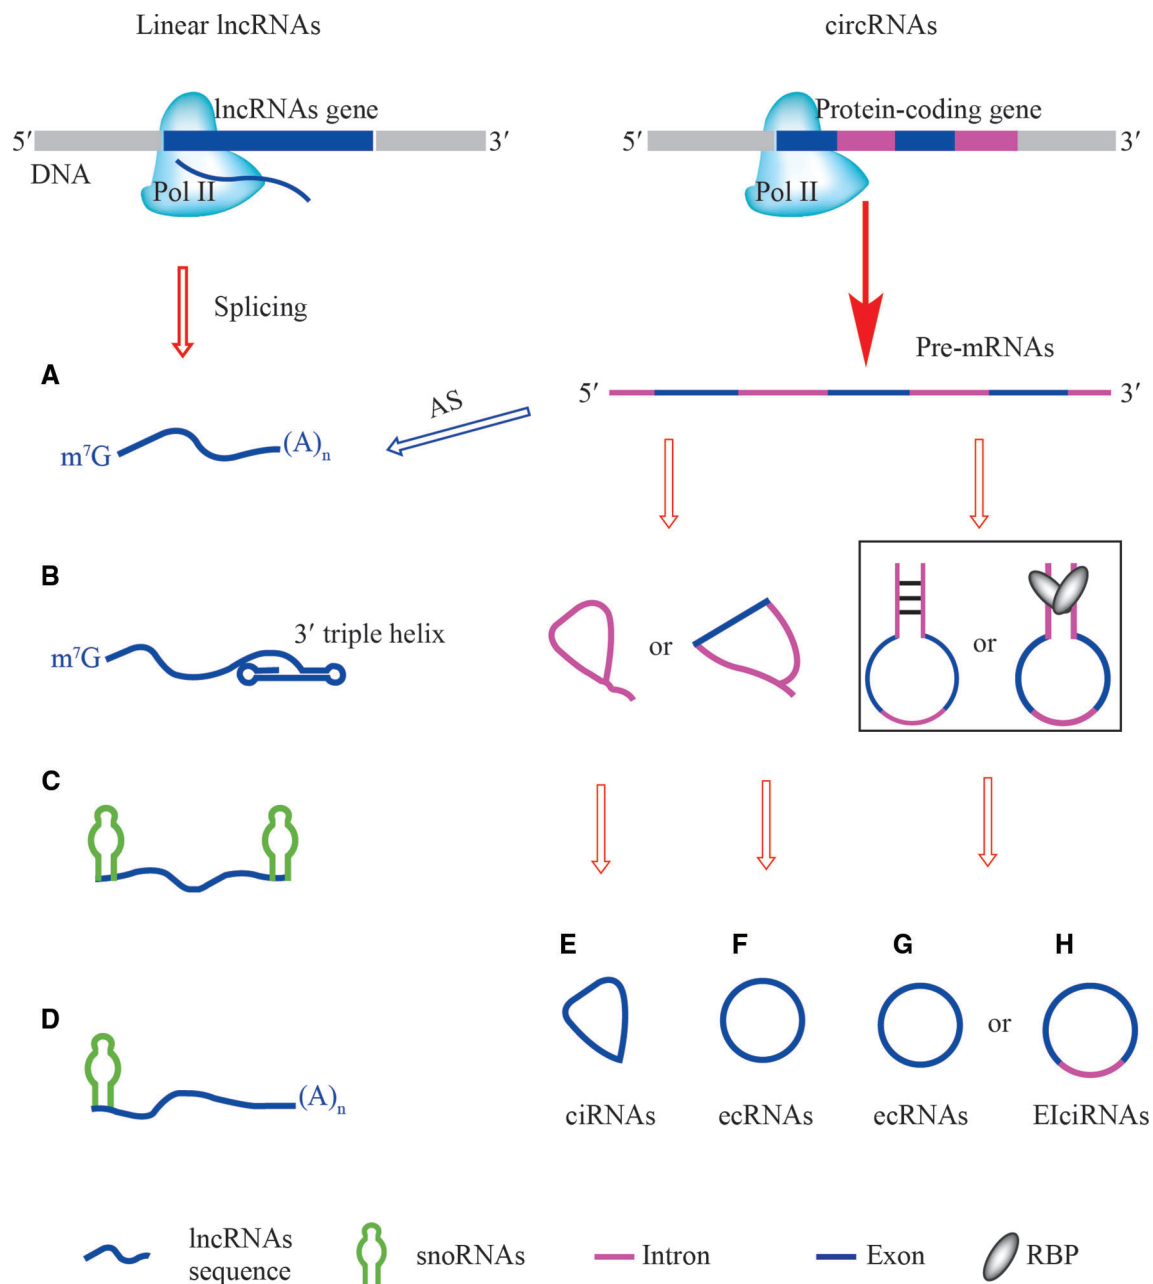 Linear lncRNAs
circRNAs
lncRNAs gene
Protein-coding gene
5′
3′
5′
3′
DNA
Pol II
Pol II
Splicing
Pre-mRNAs
A
AS
5′
3′
m⁷G
(A)ₙ
B
m⁷G
3′ triple helix
or
or
C
D
(A)ₙ
E
F
G
H
or
ciRNAs
ecRNAs
ecRNAs
EIciRNAs
lncRNAs
sequence
snoRNAs
Intron
Exon
RBP